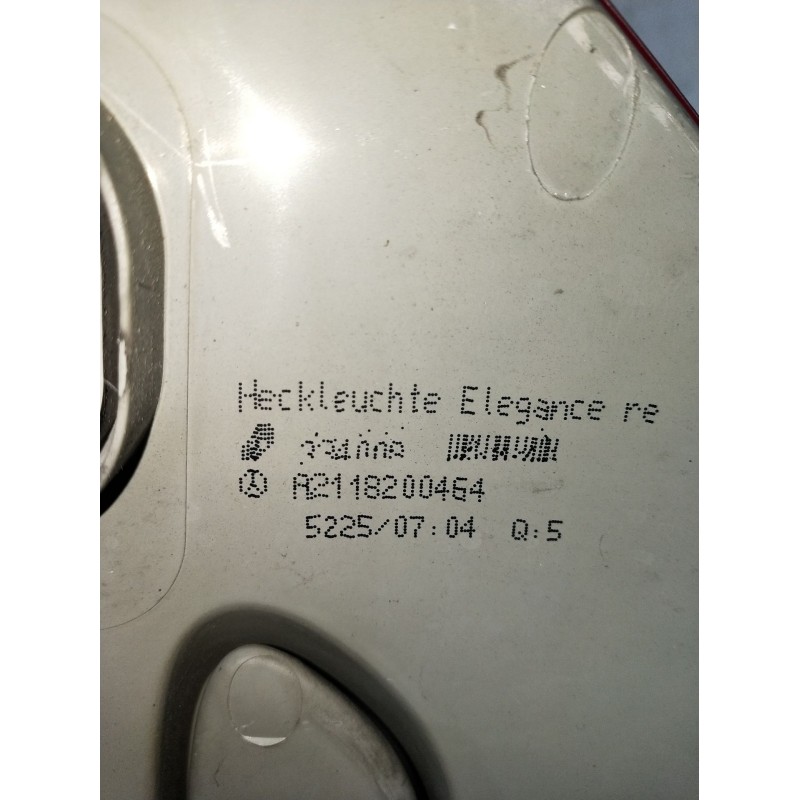 Heckleuchte Elegance re
A2118200464
5225/07:04 Q:5